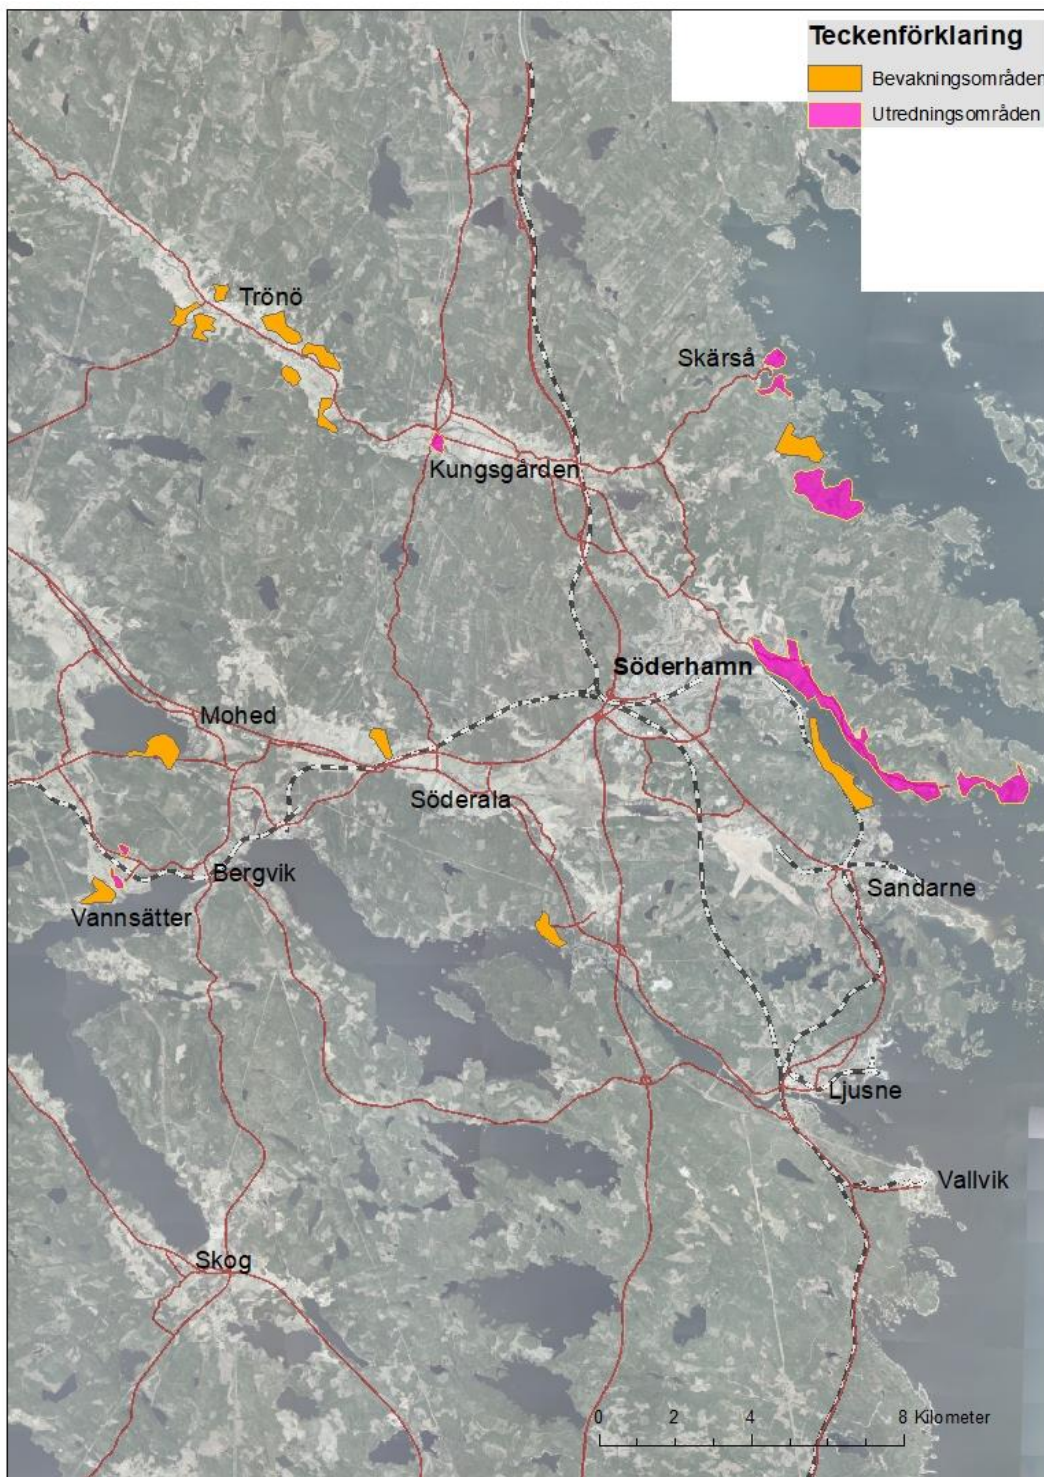 Teckenförklaring
Bevakningsområden
Utredningsområden
Trönö
Skärså
Kungsgården
Söderhamn
Mohed
Söderala
Bergvik
Sandarne
Vannsätter
Ljusne
Vallvik
Skog
0 2 4 8 Kilometer